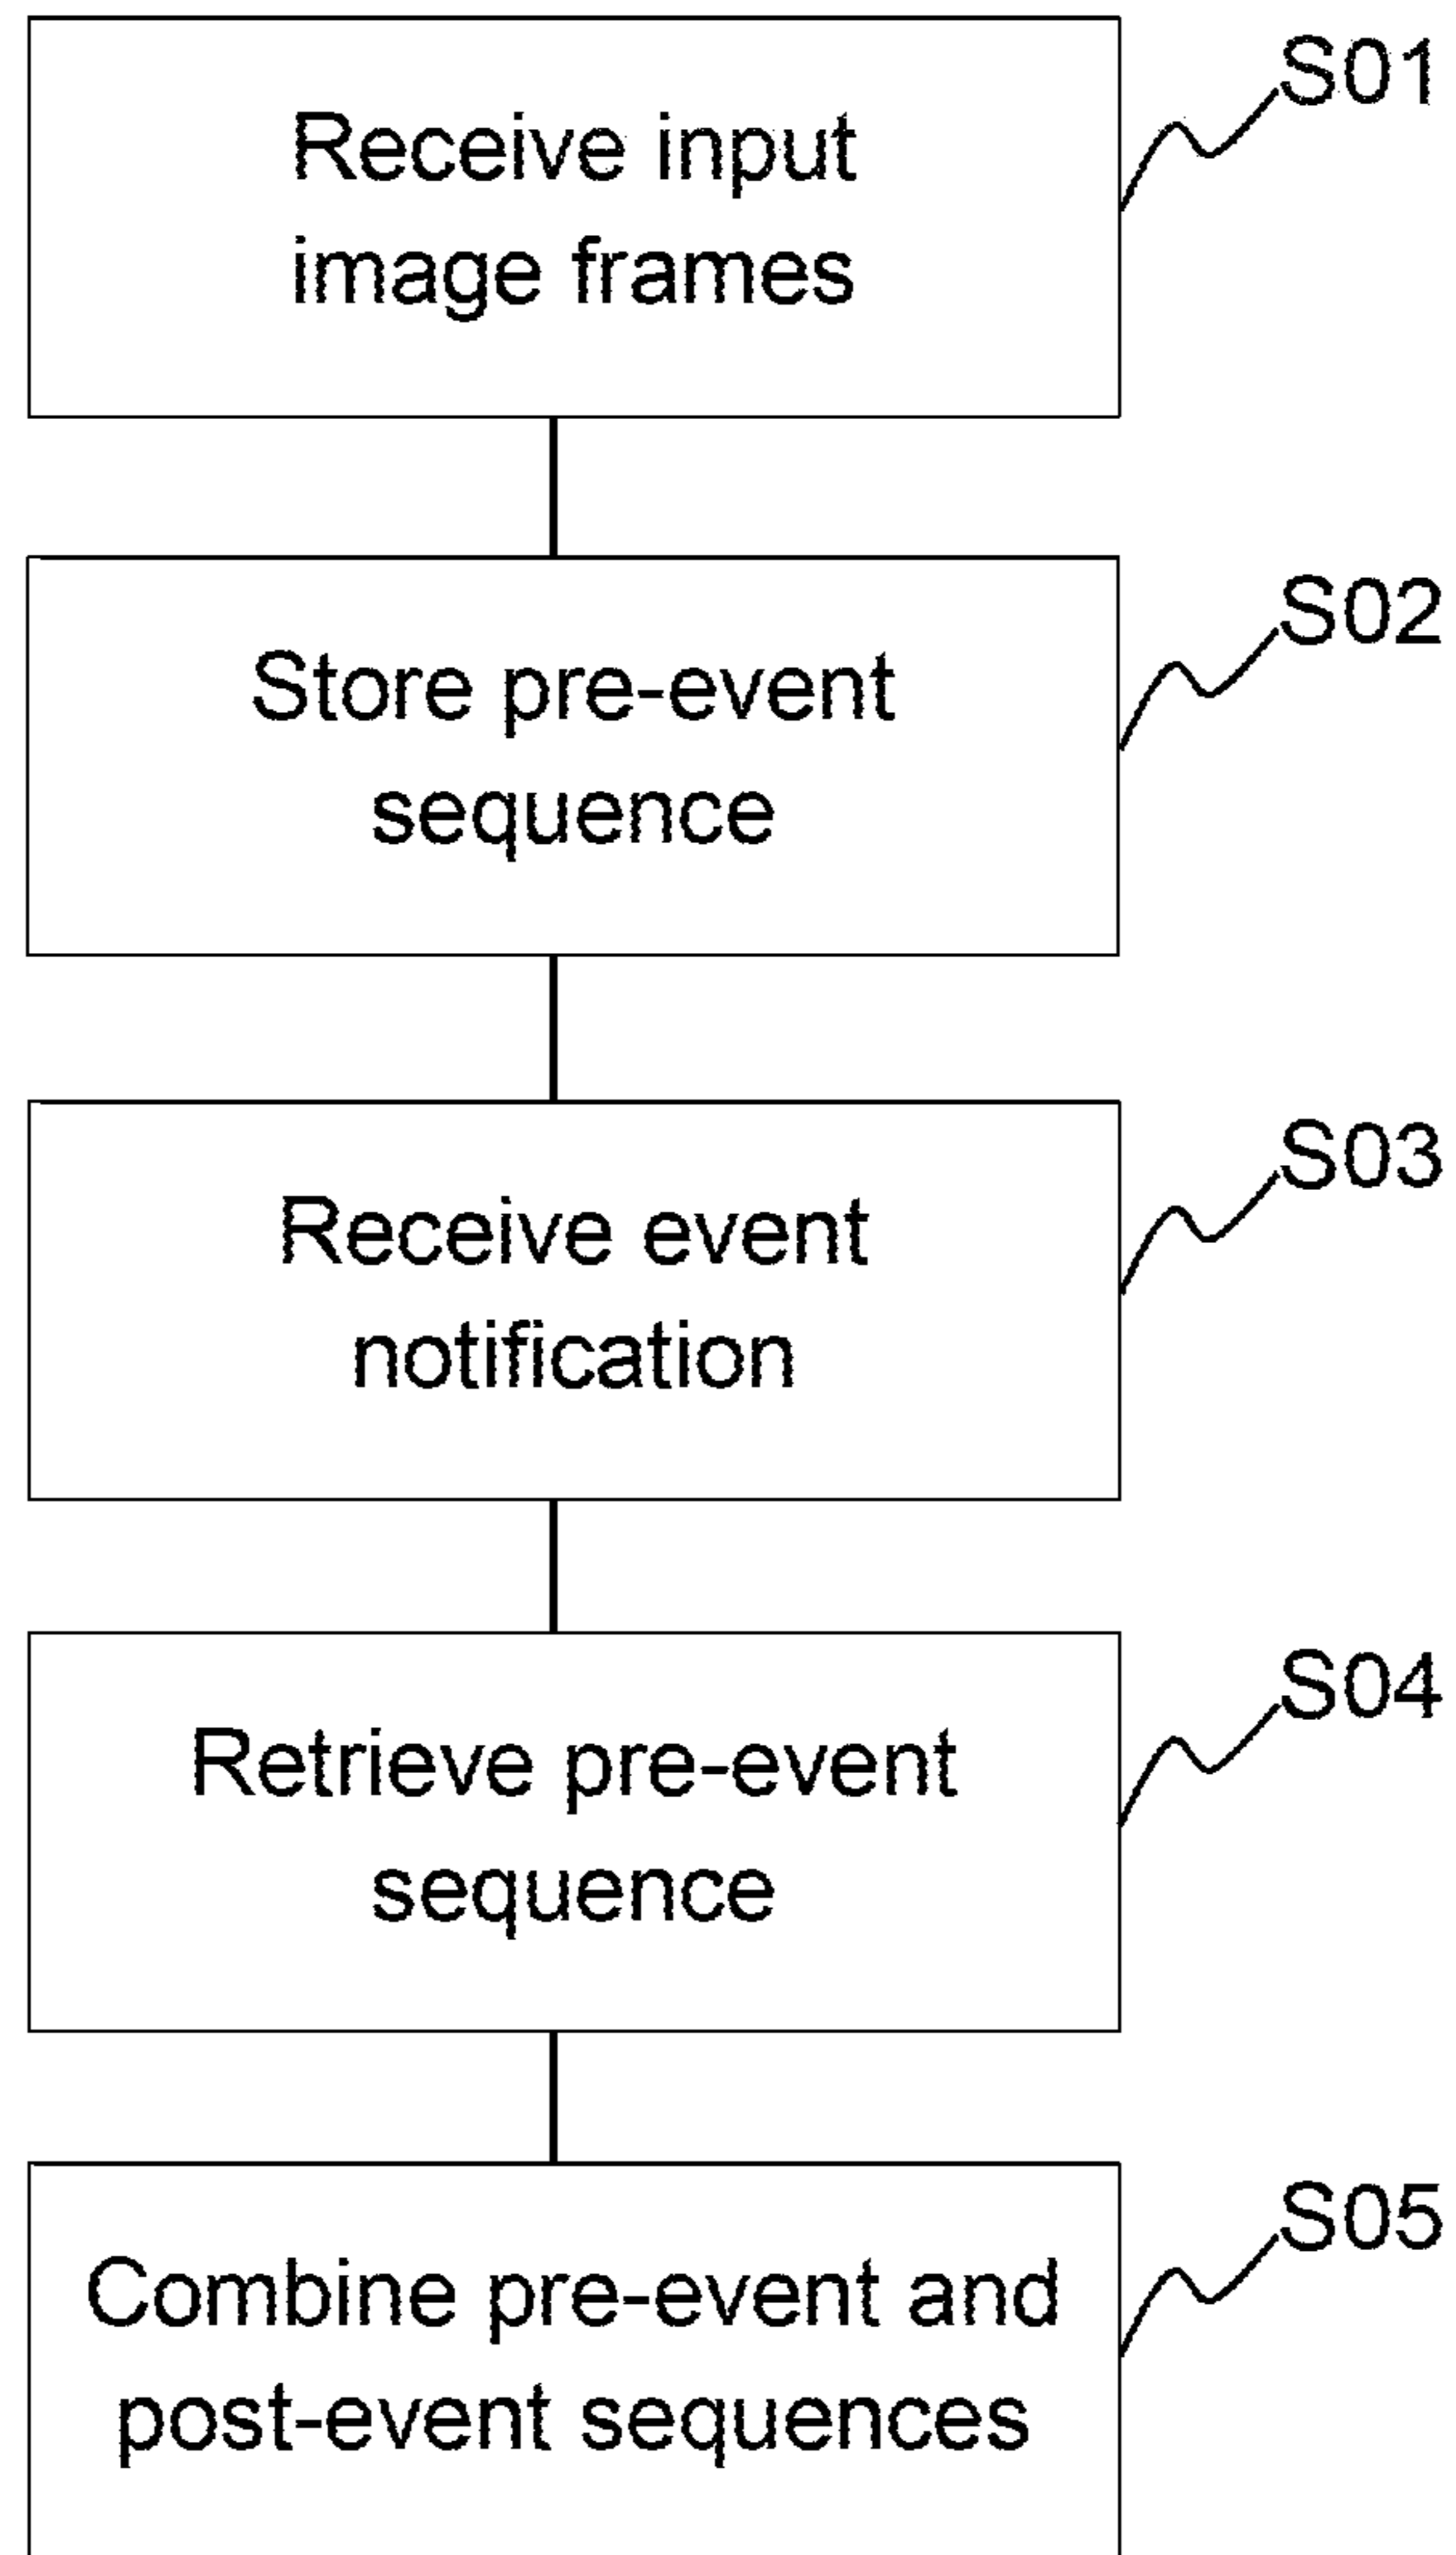 Receive input
image frames
S01
Store pre-event
sequence
S02
Receive event
notification
S03
Retrieve pre-event
sequence
S04
Combine pre-event and
post-event sequences
S05